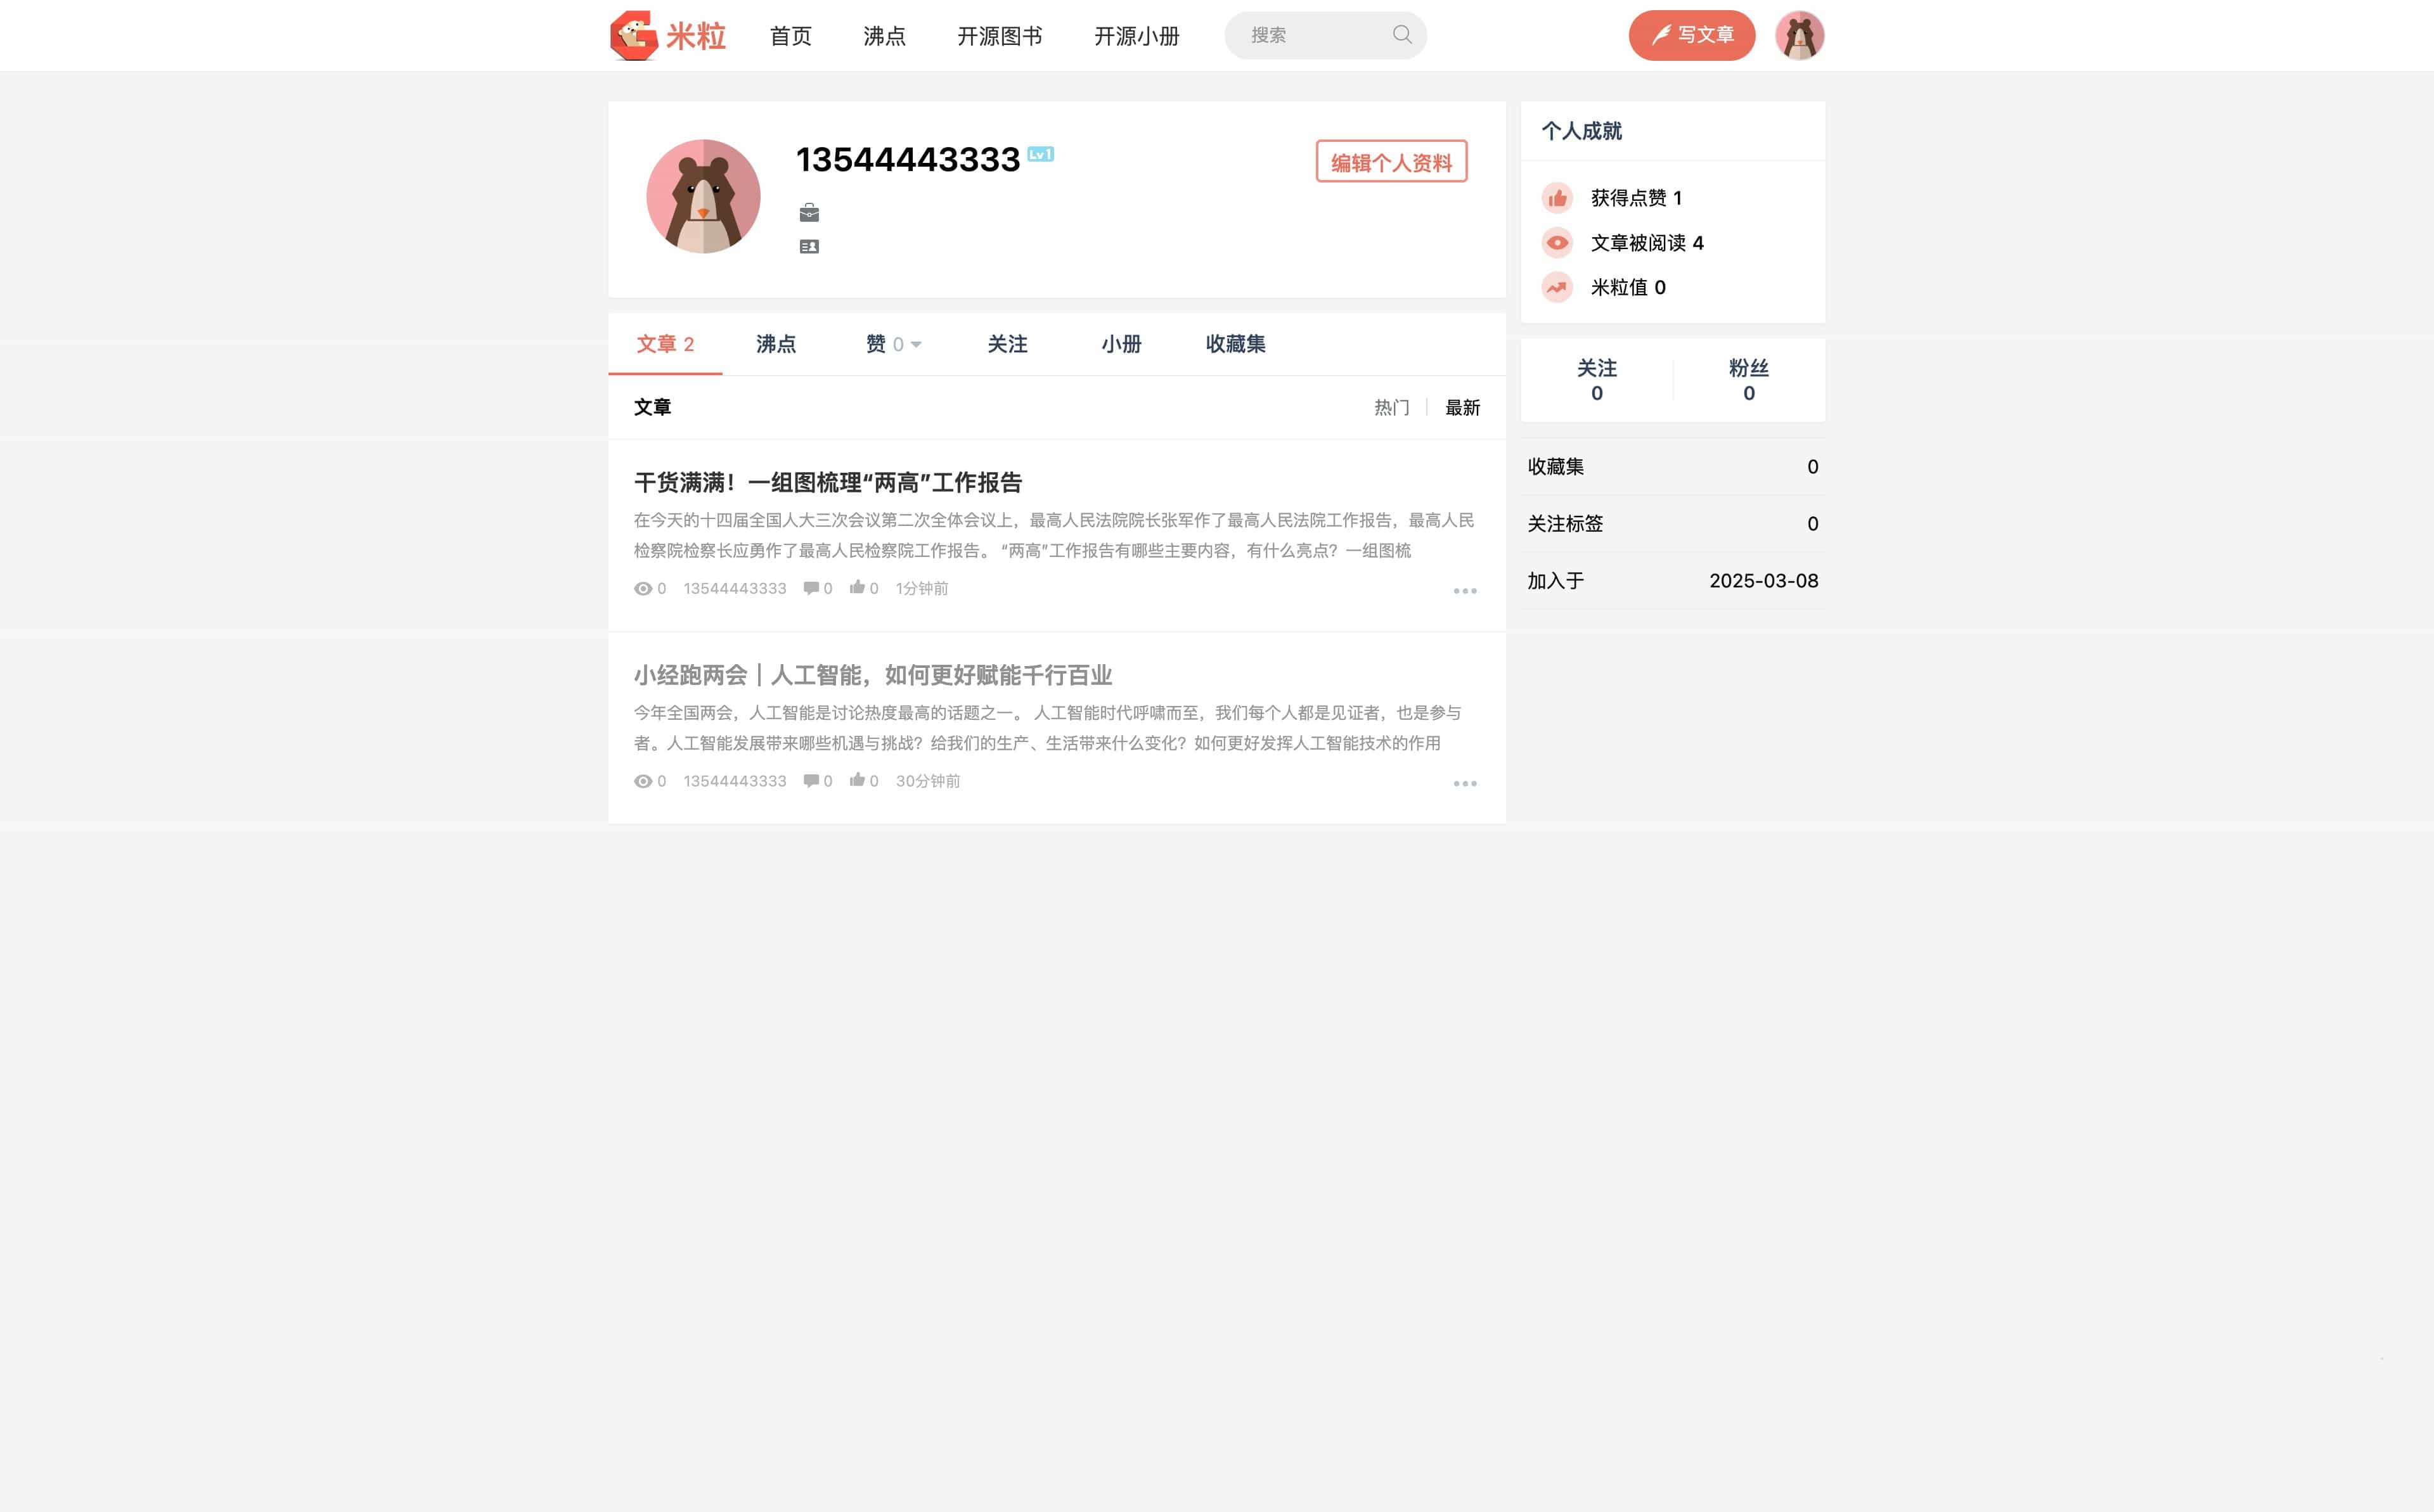 米粒 首页 沸点 开源图书 开源小册 搜索 写文章
13544443333 Lv1
编辑个人资料
文章 2 沸点 赞 0 关注 小册 收藏集
文章 热门 最新
干货满满！一组图梳理“两高”工作报告
在今天的十四届全国人大三次会议第二次全体会议上，最高人民法院院长张军作了最高人民法院工作报告，最高人民
检察院检察长应勇作了最高人民检察院工作报告。 “两高”工作报告有哪些主要内容，有什么亮点？一组图梳
0 13544443333 0 0 1分钟前
小经跑两会｜人工智能，如何更好赋能千行百业
今年全国两会，人工智能是讨论热度最高的话题之一。 人工智能时代呼啸而至，我们每个人都是见证者，也是参与
者。人工智能发展带来哪些机遇与挑战？给我们的生产、生活带来什么变化？如何更好发挥人工智能技术的作用
0 13544443333 0 0 30分钟前
个人成就
获得点赞 1
文章被阅读 4
米粒值 0
关注 粉丝
0 0
收藏集 0
关注标签 0
加入于 2025-03-08